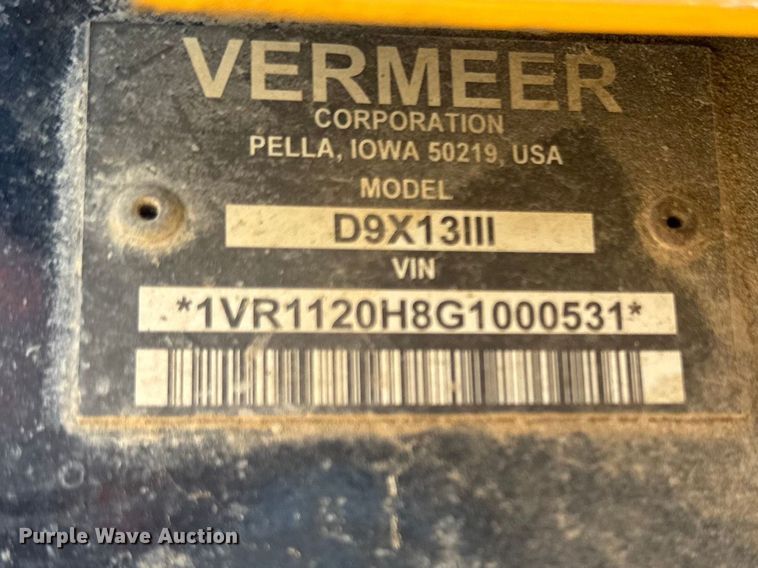 VERMEER
CORPORATION
PELLA, IOWA 50219, USA
MODEL
D9X13III
VIN
*1VR1120H8G1000531*
Purple Wave Auction